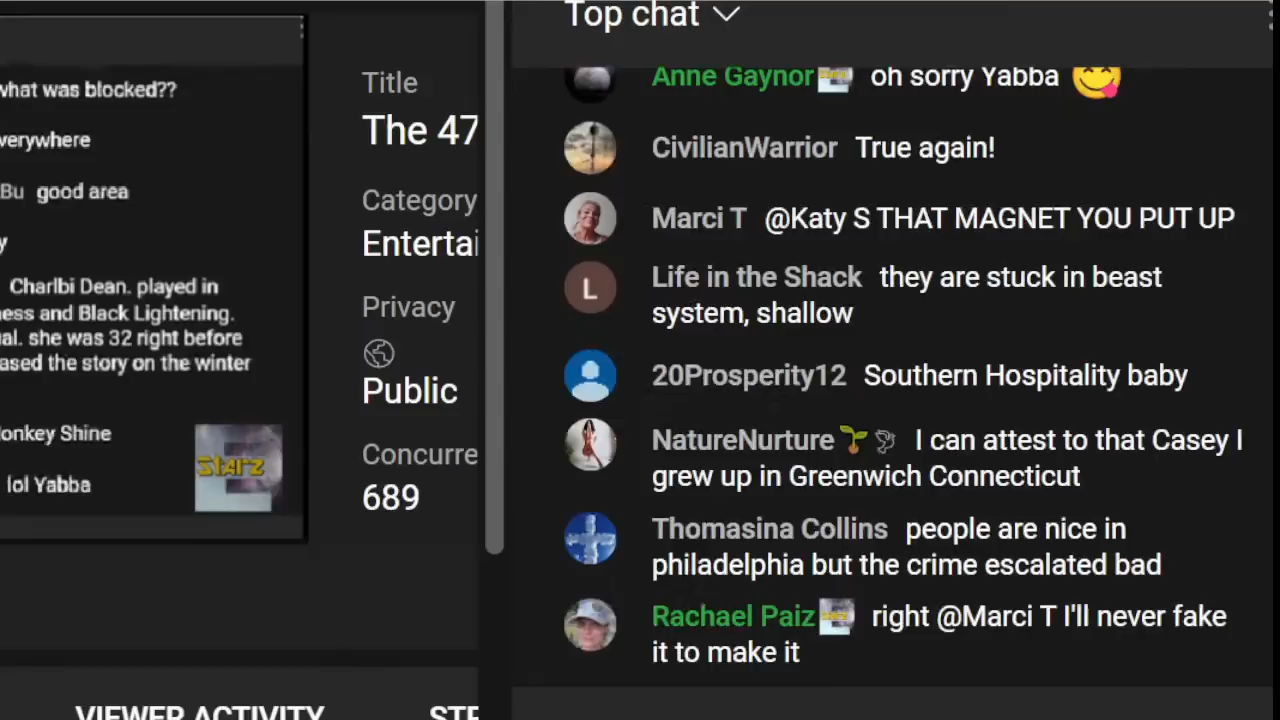 what was blocked??
verywhere
Bu good area
y
Charlbi Dean. played in
ess and Black Lightening.
al. she was 32 right before
ased the story on the winter
onkey Shine
lol Yabba
STARZ
Title
The 47
Category
Entertai
Privacy
Public
Concurre
689
VIEWER ACTIVITY
STR
Top chat
Anne Gaynor oh sorry Yabba 😋
CivilianWarrior True again!
Marci T @Katy S THAT MAGNET YOU PUT UP
L
Life in the Shack they are stuck in beast
system, shallow
20Prosperity12 Southern Hospitality baby
NatureNurture🌱🕊 I can attest to that Casey I
grew up in Greenwich Connecticut
Thomasina Collins people are nice in
philadelphia but the crime escalated bad
Rachael Paiz right @Marci T I'll never fake
it to make it